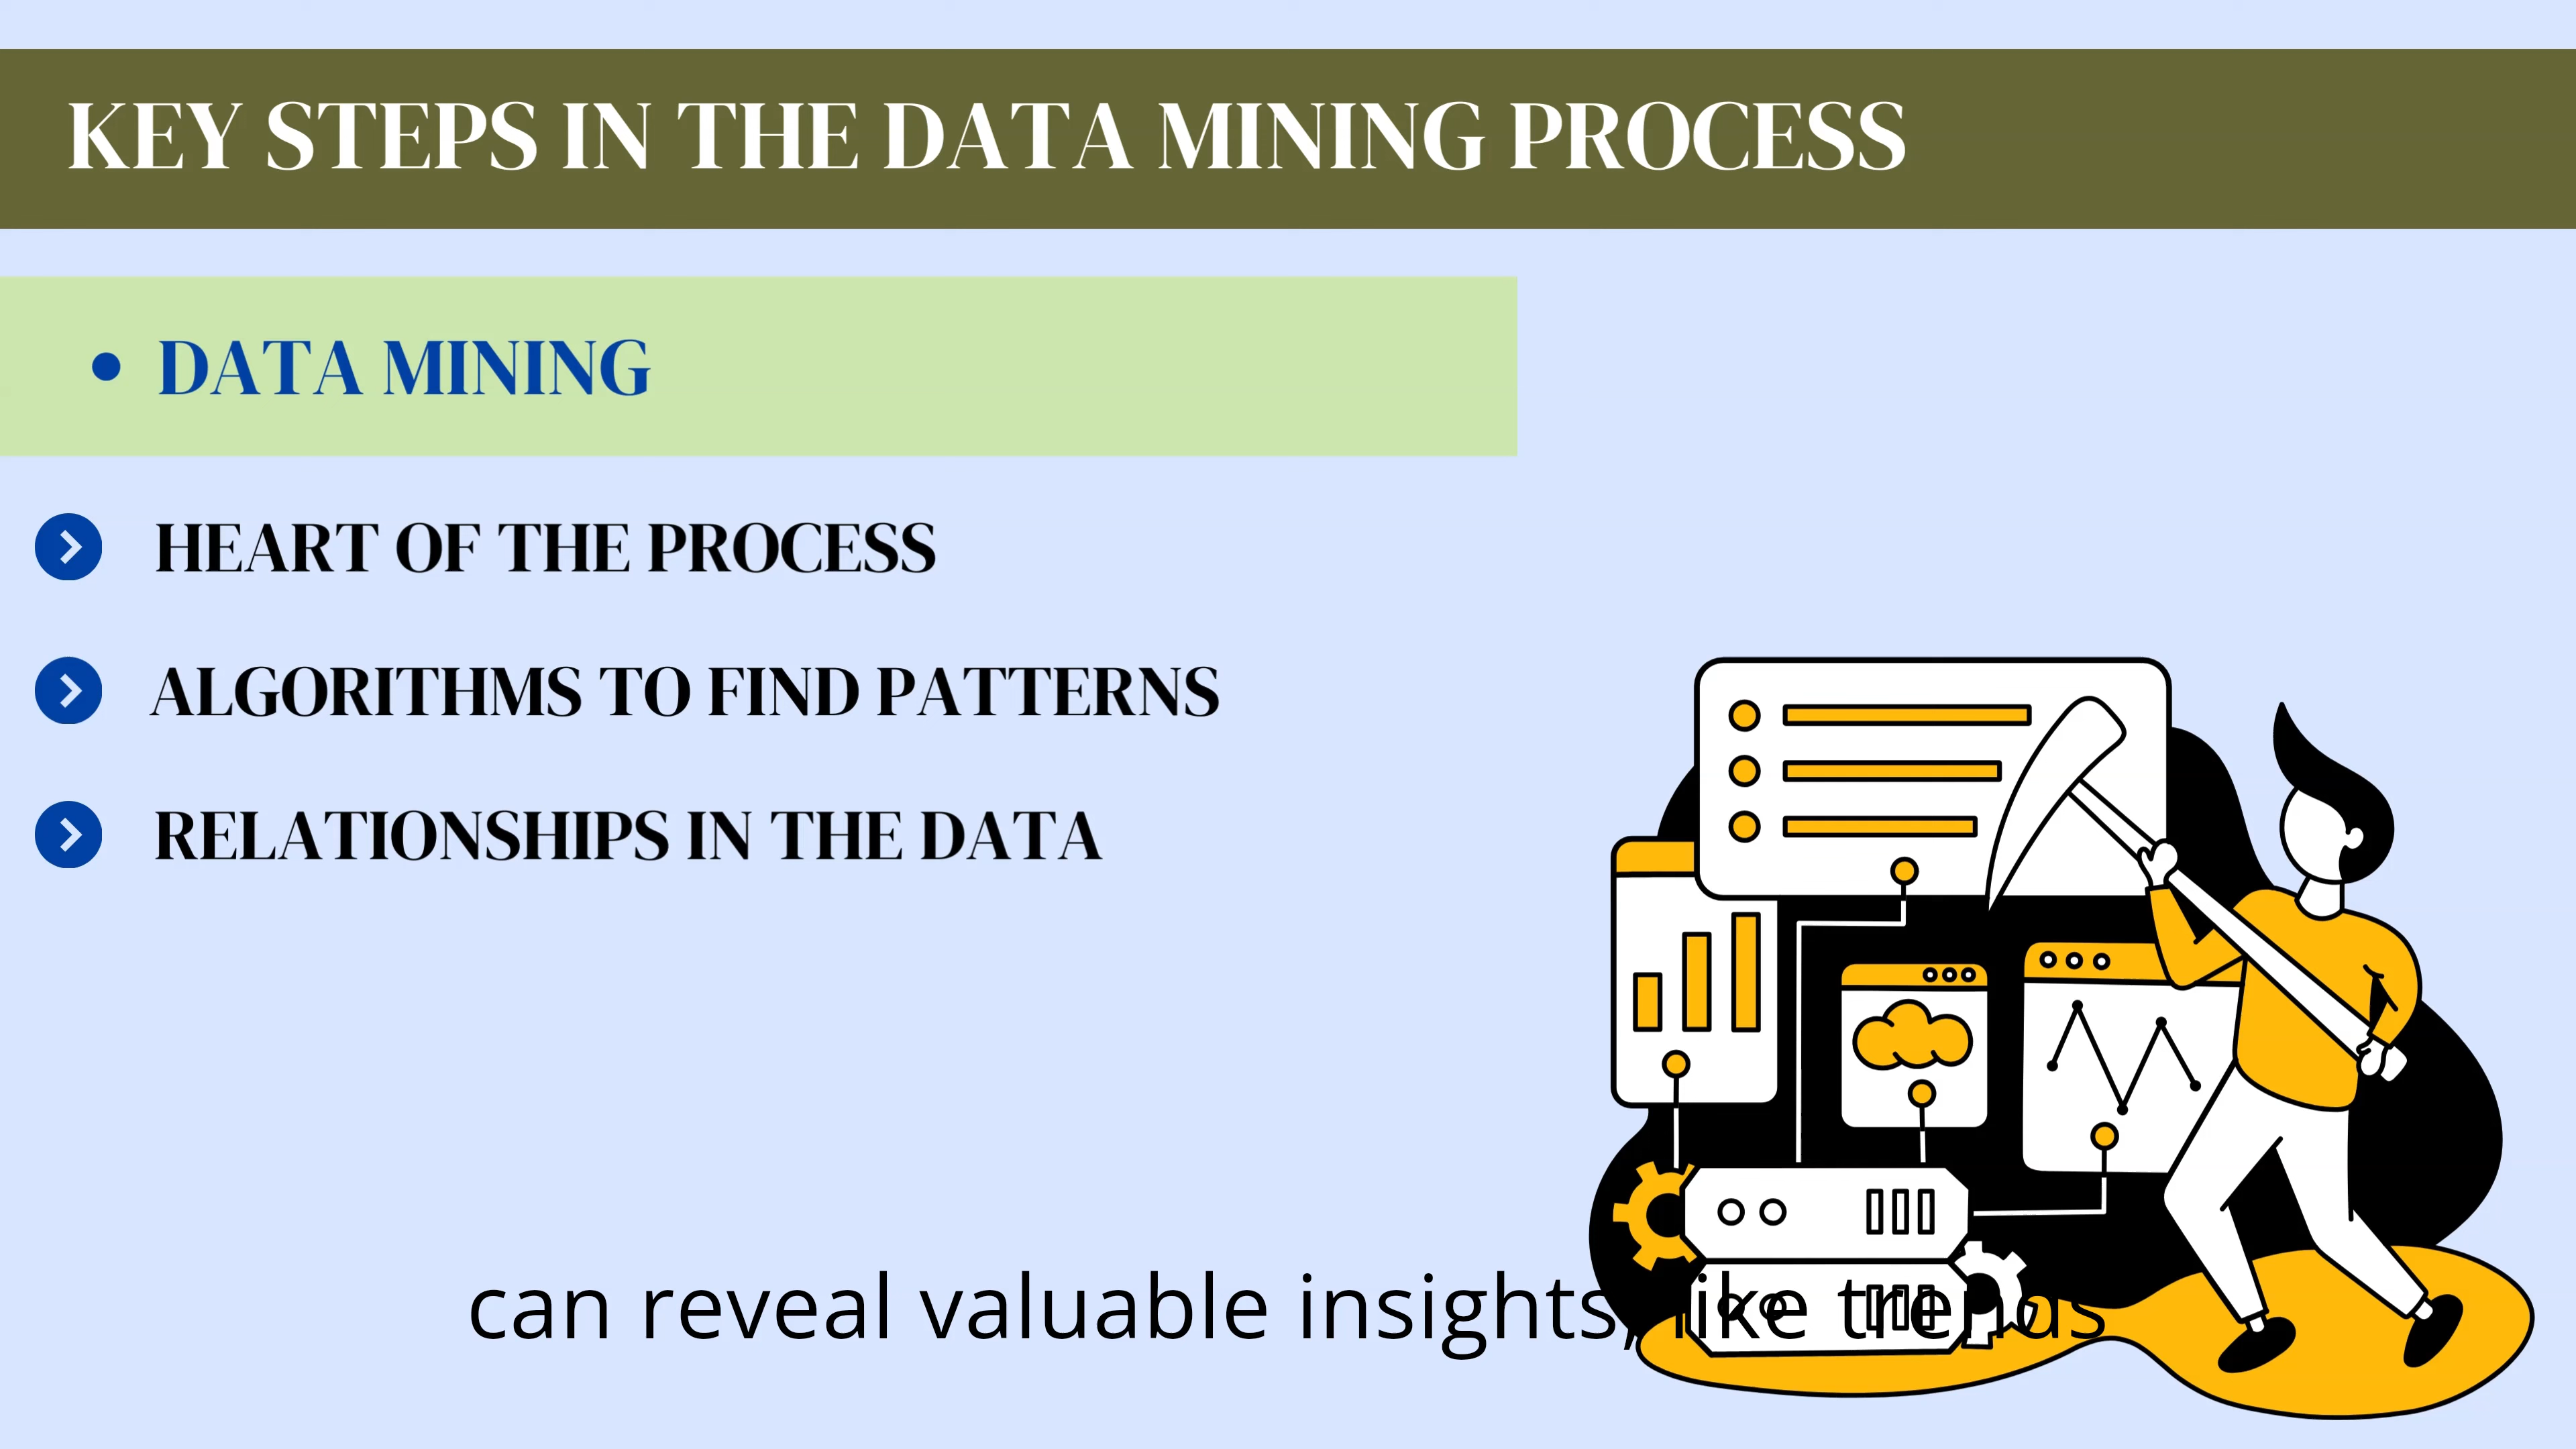 KEY STEPS IN THE DATA MINING PROCESS
• DATA MINING
HEART OF THE PROCESS
ALGORITHMS TO FIND PATTERNS
RELATIONSHIPS IN THE DATA
can reveal valuable insights, like trends